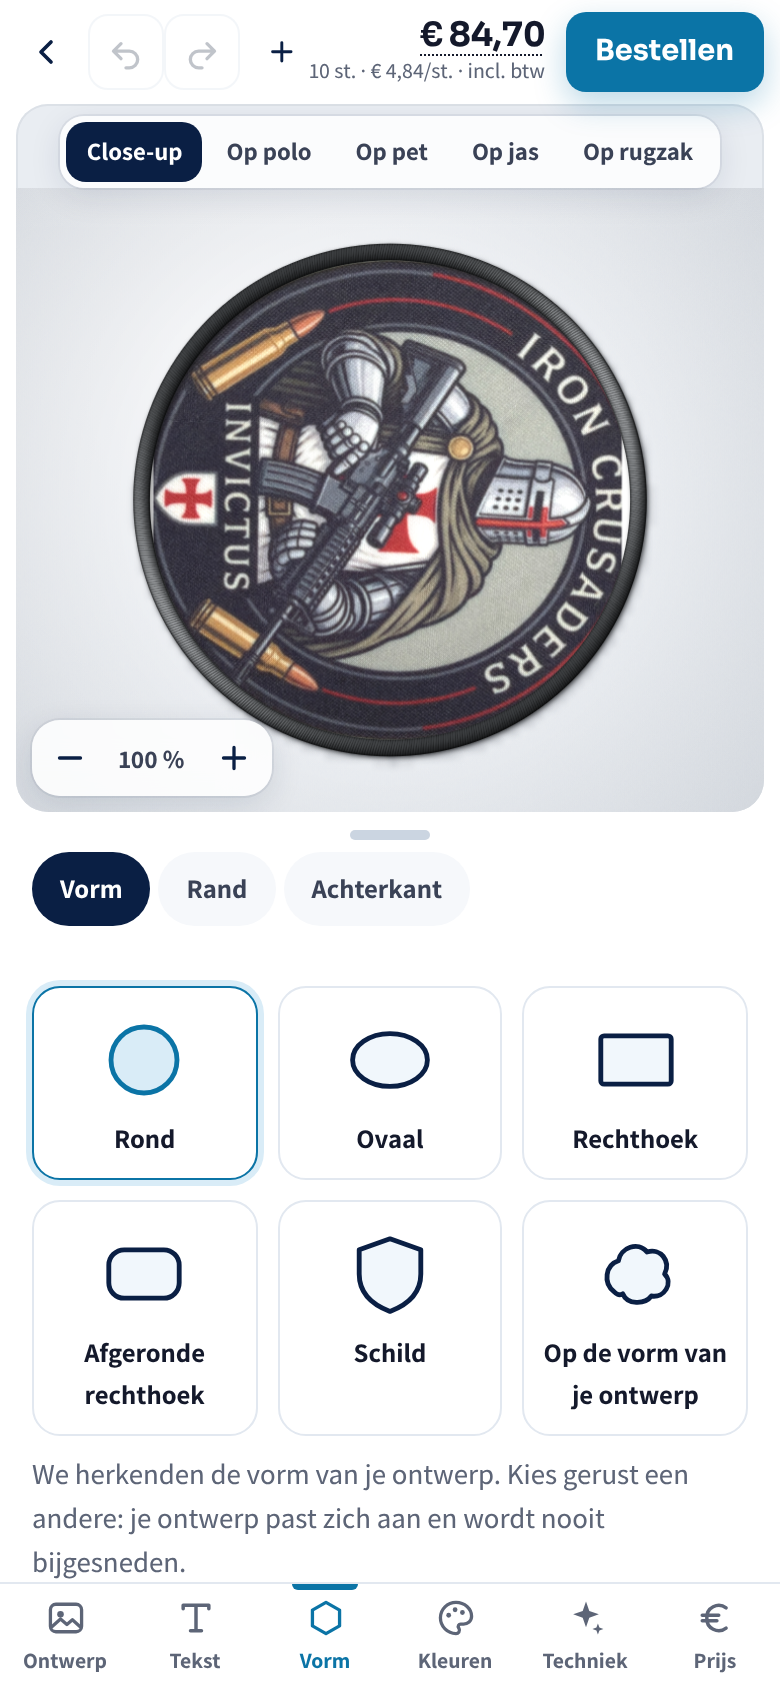 € 84,70
10 st. · € 4,84/st. · incl. btw
Bestellen
Close-up
Op polo
Op pet
Op jas
Op rugzak
IRON CRUSADERS
INVICTUS
100 %
Vorm
Rand
Achterkant
Rond
Ovaal
Rechthoek
Afgeronde
rechthoek
Schild
Op de vorm van
je ontwerp
We herkenden de vorm van je ontwerp. Kies gerust een
andere: je ontwerp past zich aan en wordt nooit
bijgesneden.
Ontwerp
Tekst
Vorm
Kleuren
Techniek
Prijs